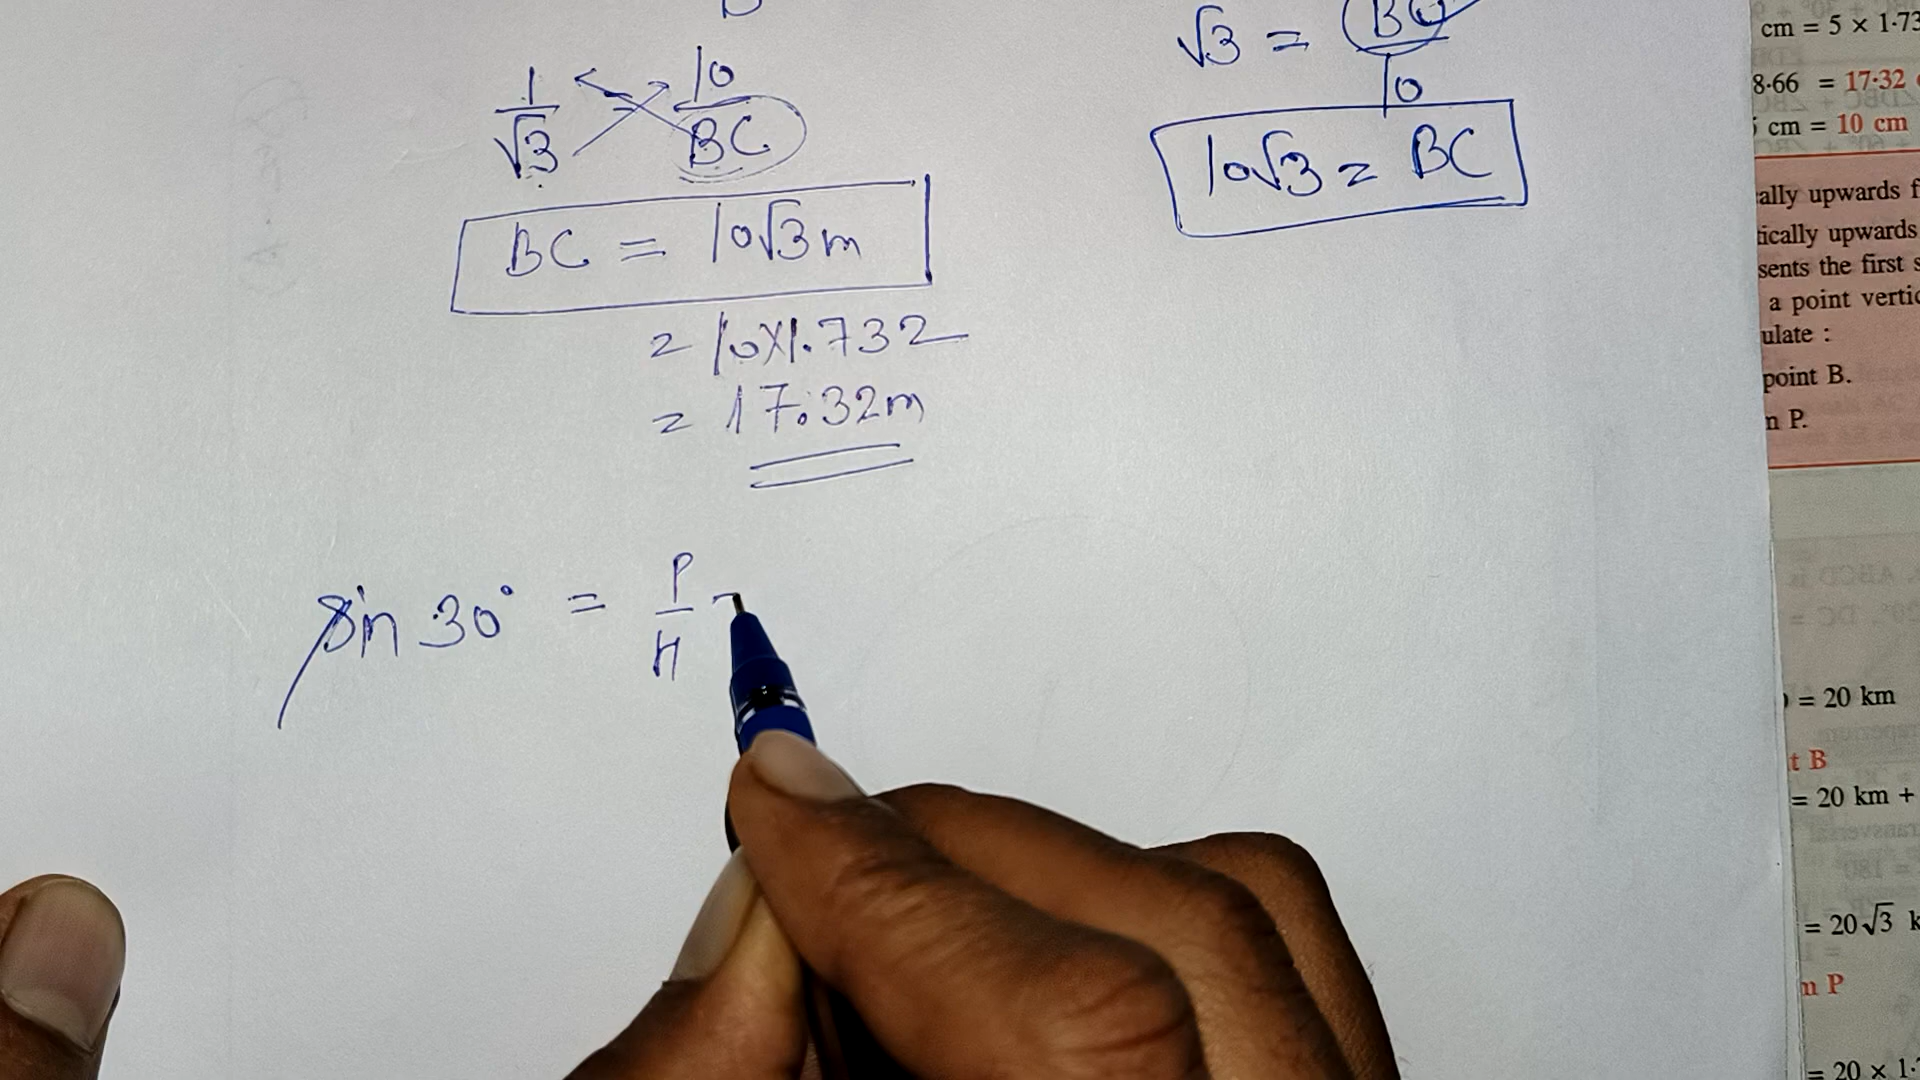 1/√3 10/BC
BC = 10√3 m
= 10×1.732
= 17.32m
sin 30° = P/H =
√3 = BC/10
10√3 = BC
cm = 5 × 1·73
8·66 = 17·32
cm = 10 cm
ally upwards f
ically upwards
sents the first s
a point vertic
ulate :
point B.
n P.
= 20 km
t B
= 20 km +
= 20√3 k
m P
= 20 × 1·